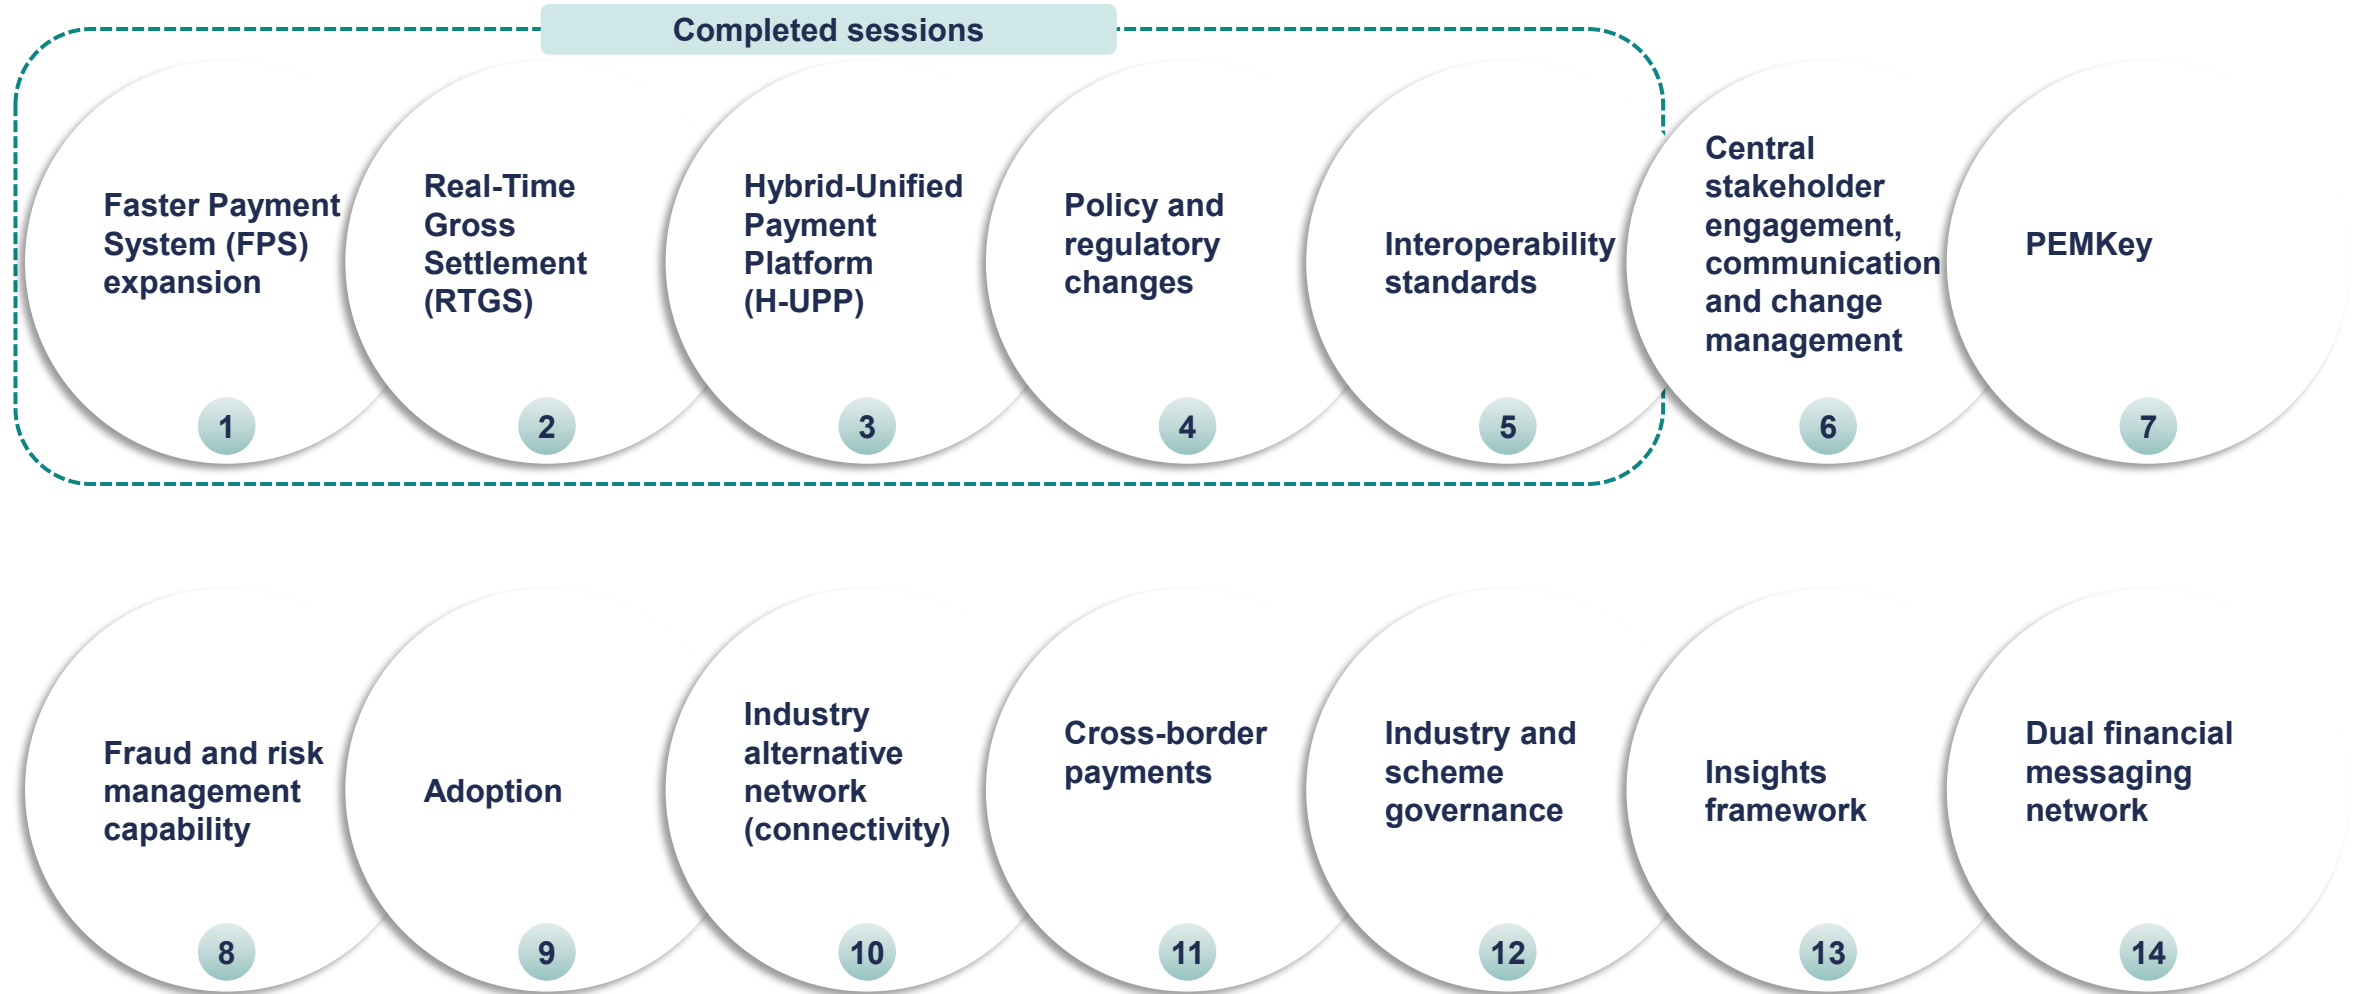 Completed sessions
Faster Payment
System (FPS)
expansion
1
Real-Time
Gross
Settlement
(RTGS)
2
Hybrid-Unified
Payment
Platform
(H-UPP)
3
Policy and
regulatory
changes
4
Interoperability
standards
5
Central
stakeholder
engagement,
communication
and change
management
6
PEMKey
7
Fraud and risk
management
capability
8
Adoption
9
Industry
alternative
network
(connectivity)
10
Cross-border
payments
11
Industry and
scheme
governance
12
Insights
framework
13
Dual financial
messaging
network
14